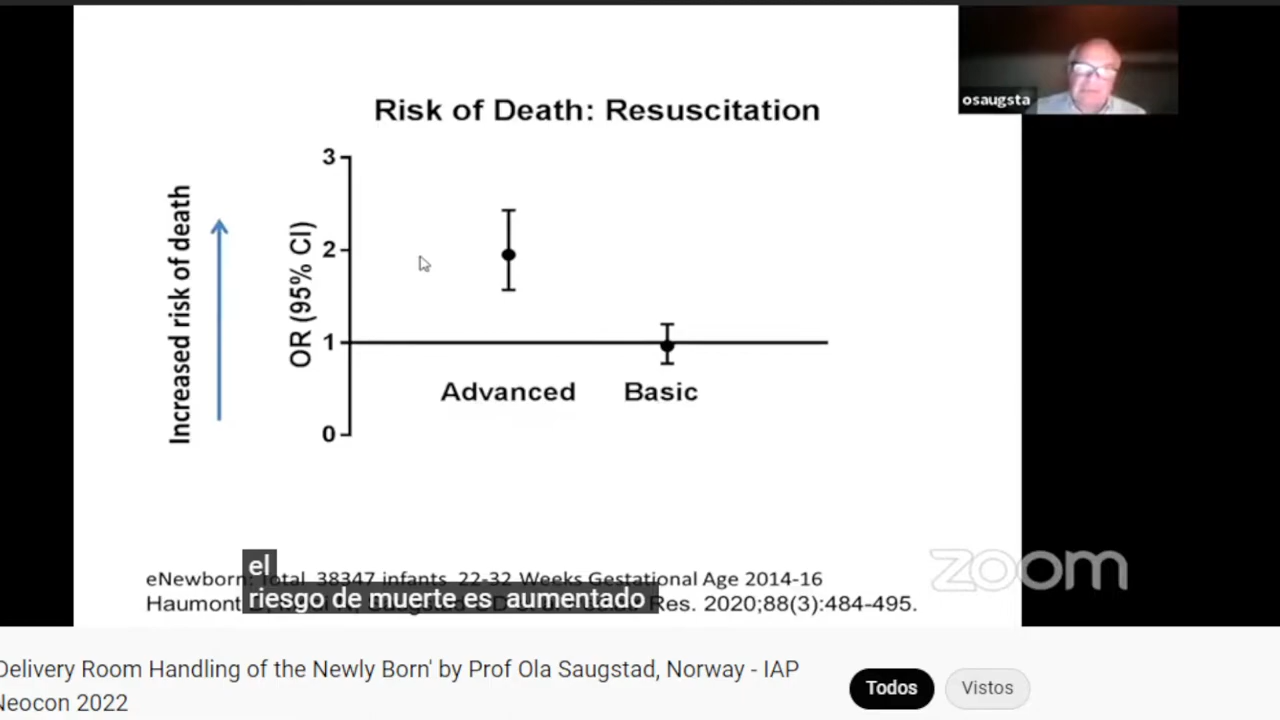 osaugsta
Risk of Death: Resuscitation
Increased risk of death
OR (95% CI)
3
2
1
0
Advanced
Basic
zoom
eNewborn: Total 38347 infants 22-32 Weeks Gestational Age 2014-16
Haumont Res. 2020;88(3):484-495.
el
riesgo de muerte es aumentado
Delivery Room Handling of the Newly Born' by Prof Ola Saugstad, Norway - IAP
Neocon 2022
Todos
Vistos